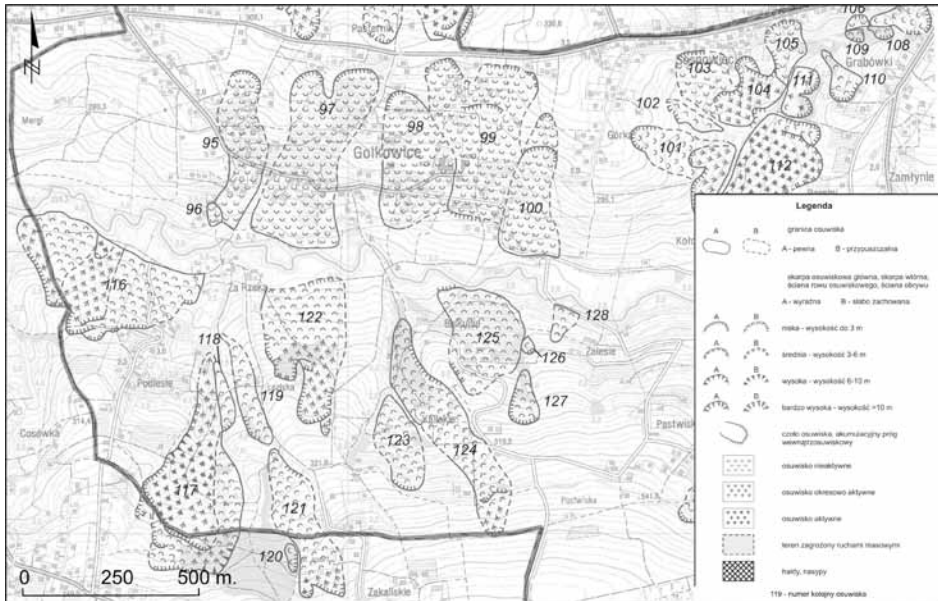 Pasternik
106
105
103
109
108
Grabówki
110
111
104
102
101
112
Zamłynie
97
98
99
95
Gołkowice
96
100
Margi
Za Rzeką
116
122
125
128
126
Zalesie
118
119
127
Podlesie
Cosówka
123
124
Pastwiska
117
121
120
Zakaliskie
0 250 500 m.
Legenda
A B
granica osuwiska
A - pewna B - przypuszczalna
skarpa osuwiskowa główna, skarpa wtórna,
ściana rowu osuwiskowego, ściana obrywu
A - wyraźna B - słabo zachowana
A B
niska - wysokość do 3 m
A B
średnia - wysokość 3-6 m
A B
wysoka - wysokość 6-10 m
A B
bardzo wysoka - wysokość >10 m
czoło osuwiska, akumulacyjny próg
wewnątrzosuwiskowy
osuwisko nieaktywne
osuwisko okresowo aktywne
osuwisko aktywne
teren zagrożony ruchami masowymi
hałdy, nasypy
119 - numer kolejny osuwiska